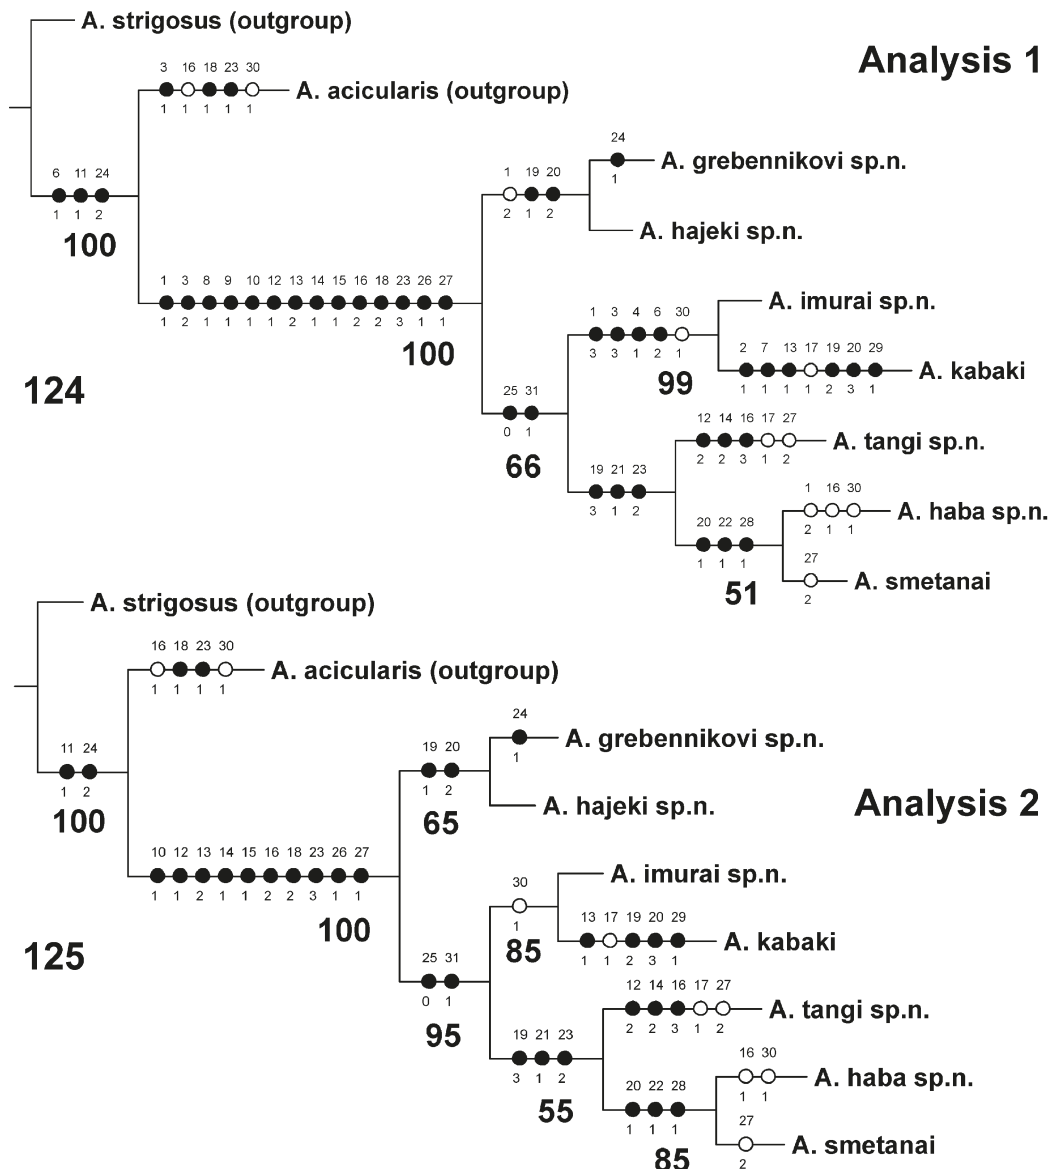 A. strigosus (outgroup)
Analysis 1
3 16 18 23 30
A. acicularis (outgroup)
1 1 1 1 1
24
A. grebennikovi sp.n.
1
6 11 24
1 1 2
100
1 19 20
2 1 2
A. hajeki sp.n.
1 3 8 9 10 12 13 14 15 16 18 23 26 27
1 2 1 1 1 1 2 1 1 2 2 3 1 1
100
A. imurai sp.n.
1 3 4 6 30
3 3 1 2 1
99
2 7 13 17 19 20 29
A. kabaki
1 1 1 1 2 3 1
124
25 31
0 1
66
12 14 16 17 27
A. tangi sp.n.
2 2 3 1 2
19 21 23
3 1 2
1 16 30
A. haba sp.n.
2 1 1
20 22 28
1 1 1
51
27
A. smetanai
2
A. strigosus (outgroup)
16 18 23 30
A. acicularis (outgroup)
1 1 1 1
24
A. grebennikovi sp.n.
1
11 24
1 2
100
19 20
1 2
65
A. hajeki sp.n.
Analysis 2
10 12 13 14 15 16 18 23 26 27
1 1 2 1 1 2 2 3 1 1
100
A. imurai sp.n.
30
1
85
13 17 19 20 29
A. kabaki
1 1 2 3 1
125
25 31
0 1
95
12 14 16 17 27
A. tangi sp.n.
2 2 3 1 2
19 21 23
3 1 2
55
16 30
A. haba sp.n.
1 1
20 22 28
1 1 1
85
27
A. smetanai
2